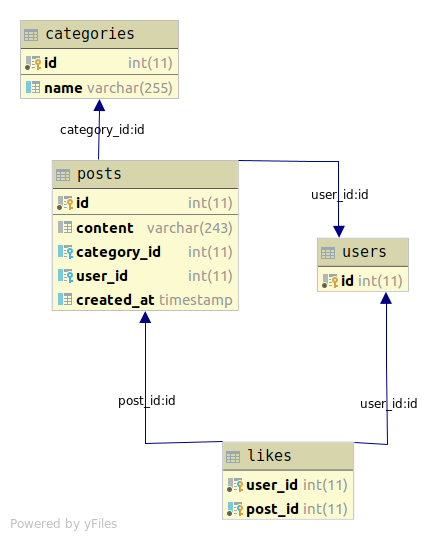 categories
id int(11)
name varchar(255)
category_id:id
posts
id int(11)
content varchar(243)
category_id int(11)
user_id int(11)
created_at timestamp
user_id:id
users
id int(11)
post_id:id
user_id:id
likes
user_id int(11)
post_id int(11)
Powered by yFiles